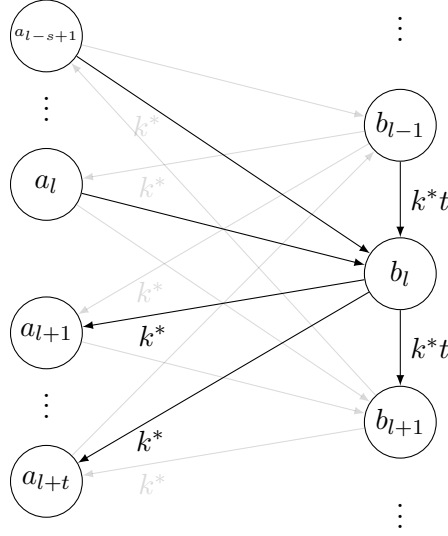 a_{l-s+1}
⋮
k*
b_{l-1}
⋮
a_l
k*
k*t
k*
b_l
a_{l+1}
k*
k*t
⋮
k*
b_{l+1}
a_{l+t}
k*
⋮